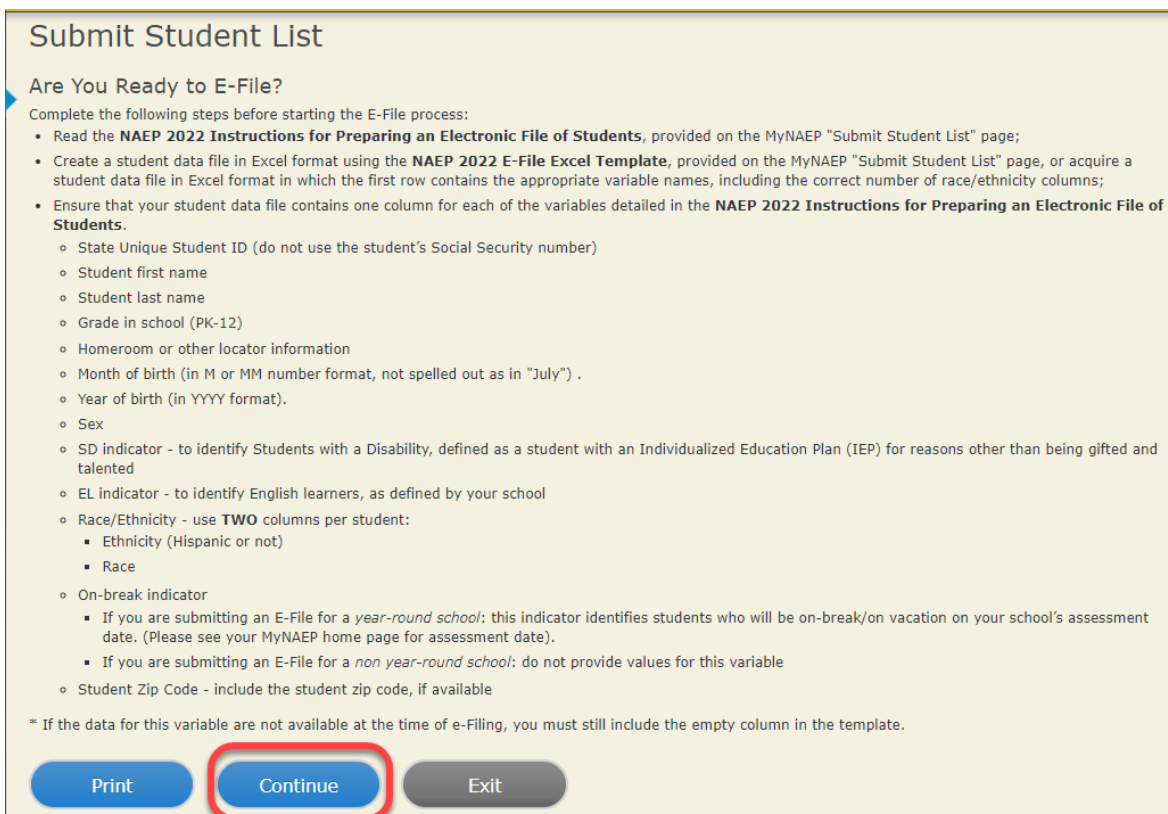 Submit Student List
Are You Ready to E-File?
Complete the following steps before starting the E-File process:
• Read the NAEP 2022 Instructions for Preparing an Electronic File of Students, provided on the MyNAEP "Submit Student List" page;
• Create a student data file in Excel format using the NAEP 2022 E-File Excel Template, provided on the MyNAEP "Submit Student List" page, or acquire a
student data file in Excel format in which the first row contains the appropriate variable names, including the correct number of race/ethnicity columns;
• Ensure that your student data file contains one column for each of the variables detailed in the NAEP 2022 Instructions for Preparing an Electronic File of
Students.
◦ State Unique Student ID (do not use the student's Social Security number)
◦ Student first name
◦ Student last name
◦ Grade in school (PK-12)
◦ Homeroom or other locator information
◦ Month of birth (in M or MM number format, not spelled out as in "July") .
◦ Year of birth (in YYYY format).
◦ Sex
◦ SD indicator - to identify Students with a Disability, defined as a student with an Individualized Education Plan (IEP) for reasons other than being gifted and
talented
◦ EL indicator - to identify English learners, as defined by your school
◦ Race/Ethnicity - use TWO columns per student:
▪ Ethnicity (Hispanic or not)
▪ Race
◦ On-break indicator
▪ If you are submitting an E-File for a year-round school: this indicator identifies students who will be on-break/on vacation on your school's assessment
date. (Please see your MyNAEP home page for assessment date).
▪ If you are submitting an E-File for a non year-round school: do not provide values for this variable
◦ Student Zip Code - include the student zip code, if available
* If the data for this variable are not available at the time of e-Filing, you must still include the empty column in the template.
Print Continue Exit